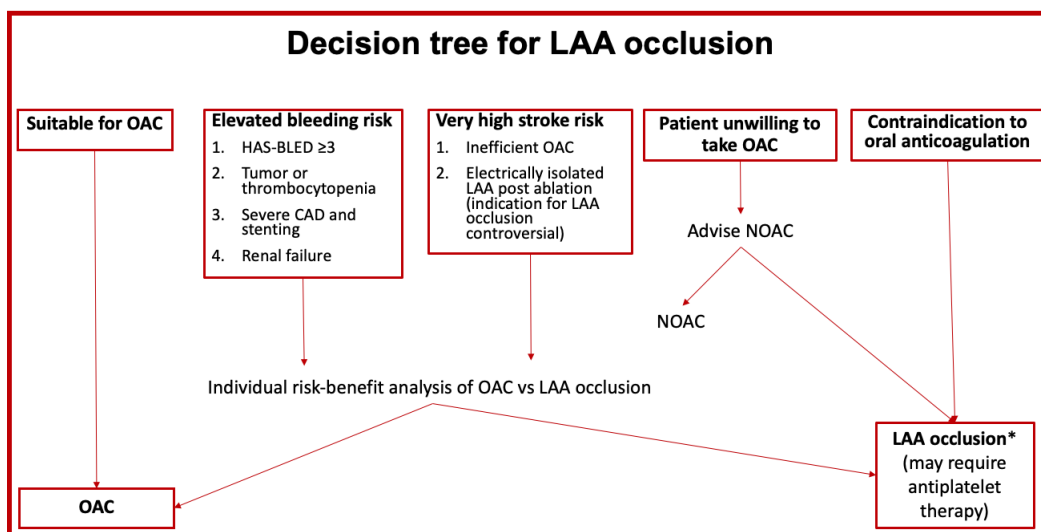 Decision tree for LAA occlusion
Suitable for OAC
Elevated bleeding risk
1. HAS-BLED ≥3
2. Tumor or
thrombocytopenia
3. Severe CAD and
stenting
4. Renal failure
Very high stroke risk
1. Inefficient OAC
2. Electrically isolated
LAA post ablation
(indication for LAA
occlusion
controversial)
Patient unwilling to
take OAC
Contraindication to
oral anticoagulation
Advise NOAC
NOAC
Individual risk-benefit analysis of OAC vs LAA occlusion
OAC
LAA occlusion*
(may require
antiplatelet
therapy)